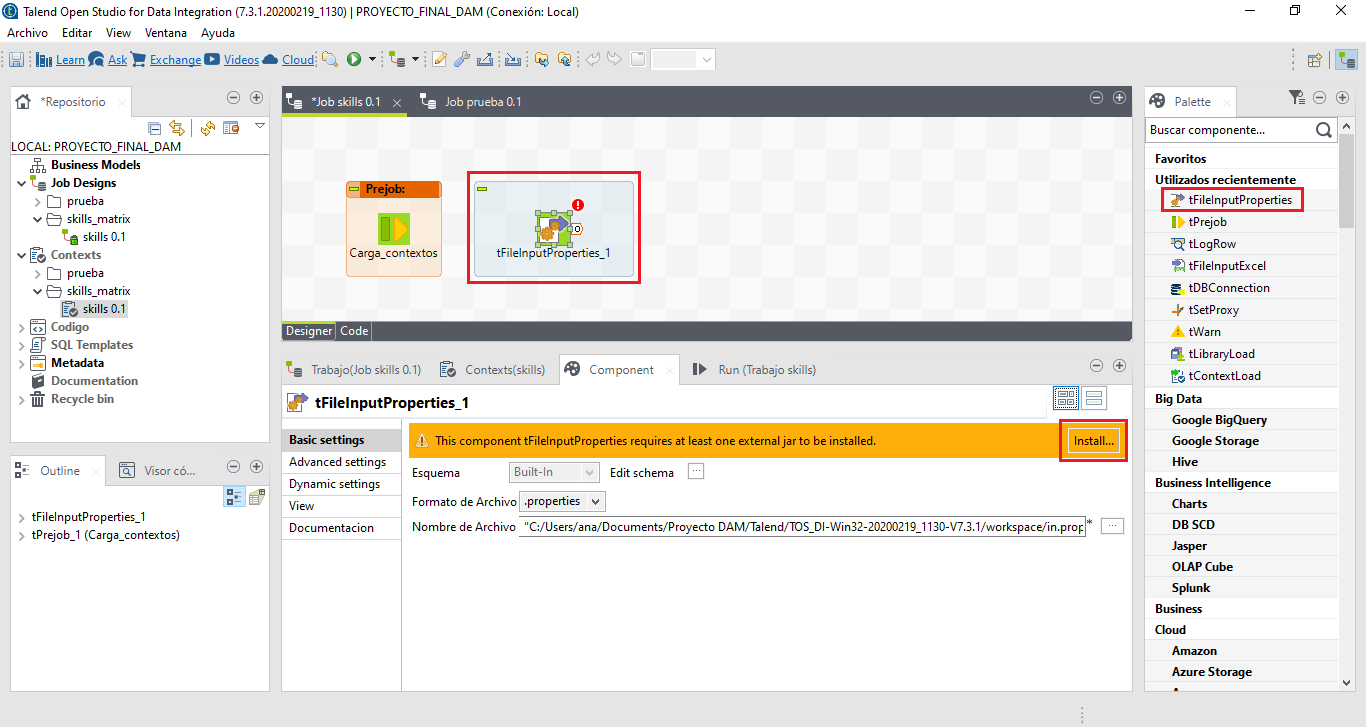 Talend Open Studio for Data Integration (7.3.1.20200219_1130) | PROYECTO_FINAL_DAM (Conexión: Local)
Archivo Editar View Ventana Ayuda
Learn Ask Exchange Videos Cloud
*Repositorio
LOCAL: PROYECTO_FINAL_DAM
Business Models
Job Designs
prueba
skills_matrix
skills 0.1
Contexts
prueba
skills_matrix
skills 0.1
Codigo
SQL Templates
Metadata
Documentation
Recycle bin
Outline
Visor có...
tFileInputProperties_1
tPrejob_1 (Carga_contextos)
*Job skills 0.1
Job prueba 0.1
Prejob:
Carga_contextos
tFileInputProperties_1
Designer Code
Trabajo(Job skills 0.1)
Contexts(skills)
Component
Run (Trabajo skills)
tFileInputProperties_1
Basic settings
Advanced settings
Dynamic settings
View
Documentacion
This component tFileInputProperties requires at least one external jar to be installed.
Install...
Esquema Built-In Edit schema ...
Formato de Archivo .properties
Nombre de Archivo "C:/Users/ana/Documents/Proyecto DAM/Talend/TOS_DI-Win32-20200219_1130-V7.3.1/workspace/in.prop * ...
Palette
Buscar componente...
Favoritos
Utilizados recientemente
tFileInputProperties
tPrejob
tLogRow
tFileInputExcel
tDBConnection
tSetProxy
tWarn
tLibraryLoad
tContextLoad
Big Data
Google BigQuery
Google Storage
Hive
Business Intelligence
Charts
DB SCD
Jasper
OLAP Cube
Splunk
Business
Cloud
Amazon
Azure Storage